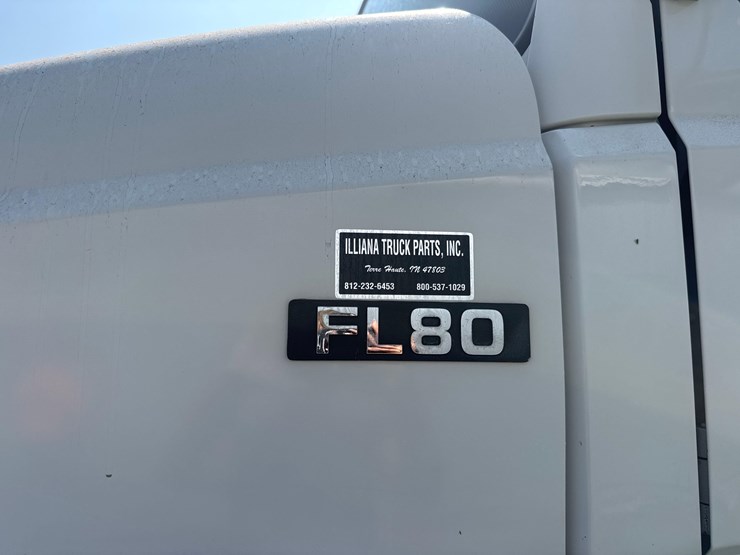 ILLIANA TRUCK PARTS, INC.
Terre Haute, IN 47803
812-232-6453 800-537-1029
FL80